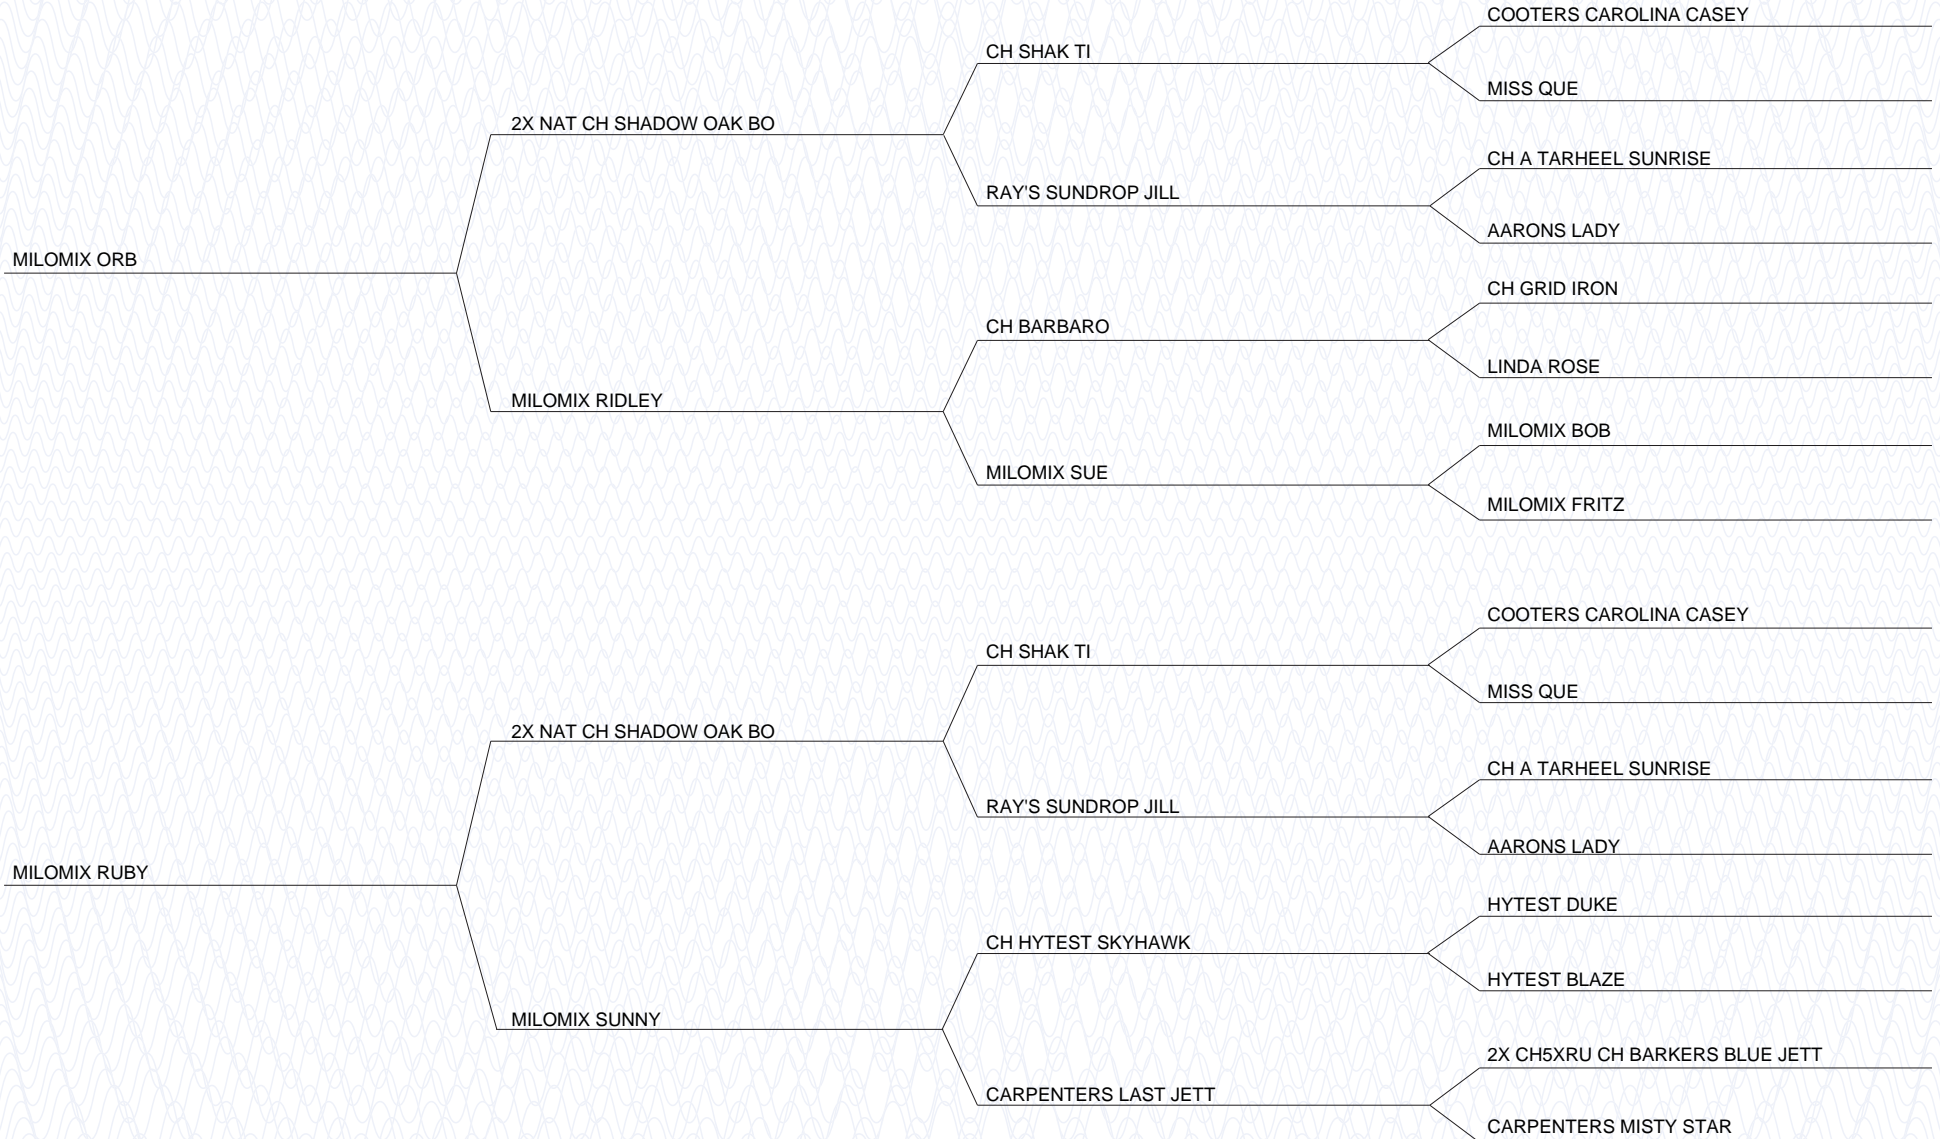 COOTERS CAROLINA CASEY
CH SHAK TI
MISS QUE
2X NAT CH SHADOW OAK BO
CH A TARHEEL SUNRISE
RAY'S SUNDROP JILL
AARONS LADY
MILOMIX ORB
CH GRID IRON
CH BARBARO
LINDA ROSE
MILOMIX RIDLEY
MILOMIX BOB
MILOMIX SUE
MILOMIX FRITZ
COOTERS CAROLINA CASEY
CH SHAK TI
MISS QUE
2X NAT CH SHADOW OAK BO
CH A TARHEEL SUNRISE
RAY'S SUNDROP JILL
AARONS LADY
MILOMIX RUBY
HYTEST DUKE
CH HYTEST SKYHAWK
HYTEST BLAZE
MILOMIX SUNNY
2X CH5XRU CH BARKERS BLUE JETT
CARPENTERS LAST JETT
CARPENTERS MISTY STAR